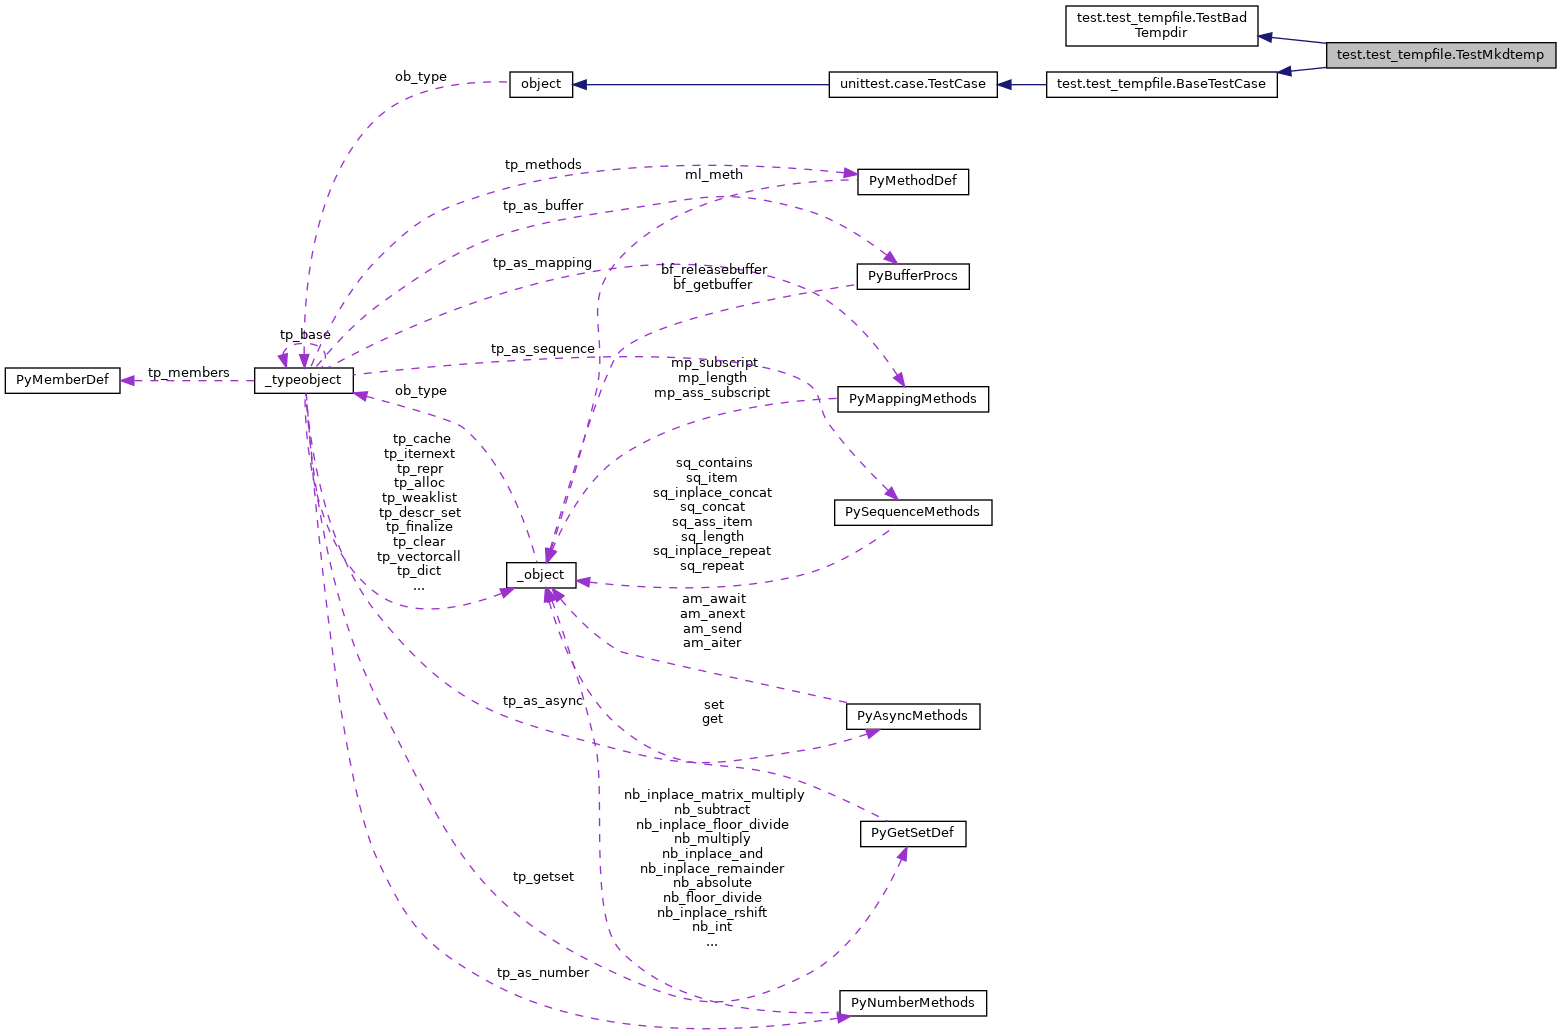 test.test_tempfile.TestBad
Tempdir
test.test_tempfile.TestMkdtemp
ob_type
object
unittest.case.TestCase
test.test_tempfile.BaseTestCase
tp_methods
ml_meth
PyMethodDef
tp_as_buffer
tp_as_mapping
bf_releasebuffer
bf_getbuffer
PyBufferProcs
tp_base
tp_as_sequence
mp_subscript
mp_length
mp_ass_subscript
PyMemberDef
tp_members
_typeobject
ob_type
PyMappingMethods
tp_cache
tp_iternext
tp_repr
tp_alloc
tp_weaklist
tp_descr_set
tp_finalize
tp_clear
tp_vectorcall
tp_dict
...
sq_contains
sq_item
sq_inplace_concat
sq_concat
sq_ass_item
sq_length
sq_inplace_repeat
sq_repeat
PySequenceMethods
_object
am_await
am_anext
am_send
am_aiter
tp_as_async
set
get
PyAsyncMethods
nb_inplace_matrix_multiply
nb_subtract
nb_inplace_floor_divide
nb_multiply
nb_inplace_and
nb_inplace_remainder
nb_absolute
nb_floor_divide
nb_inplace_rshift
nb_int
...
PyGetSetDef
tp_getset
tp_as_number
PyNumberMethods